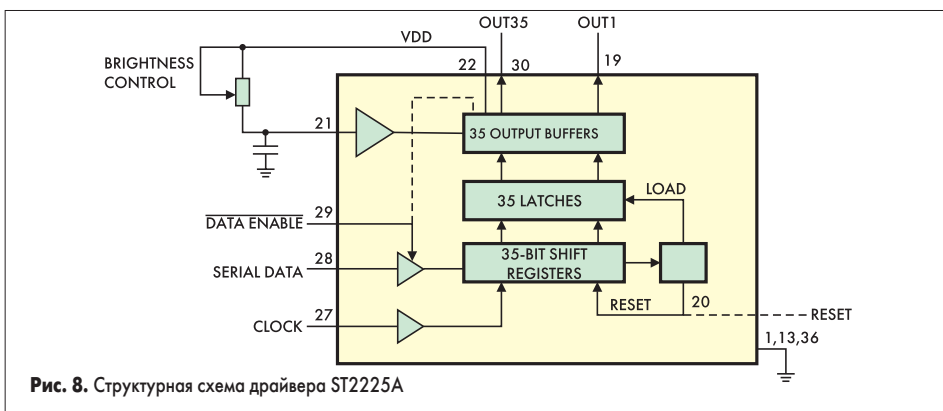 OUT35 OUT1
VDD
BRIGHTNESS
CONTROL
22 30 19
21
35 OUTPUT BUFFERS
LOAD
35 LATCHES
DATA ENABLE 29
SERIAL DATA 28
35-BIT SHIFT
REGISTERS
RESET 20
CLOCK 27
RESET
1,13,36
Рис. 8. Структурная схема драйвера ST2225A